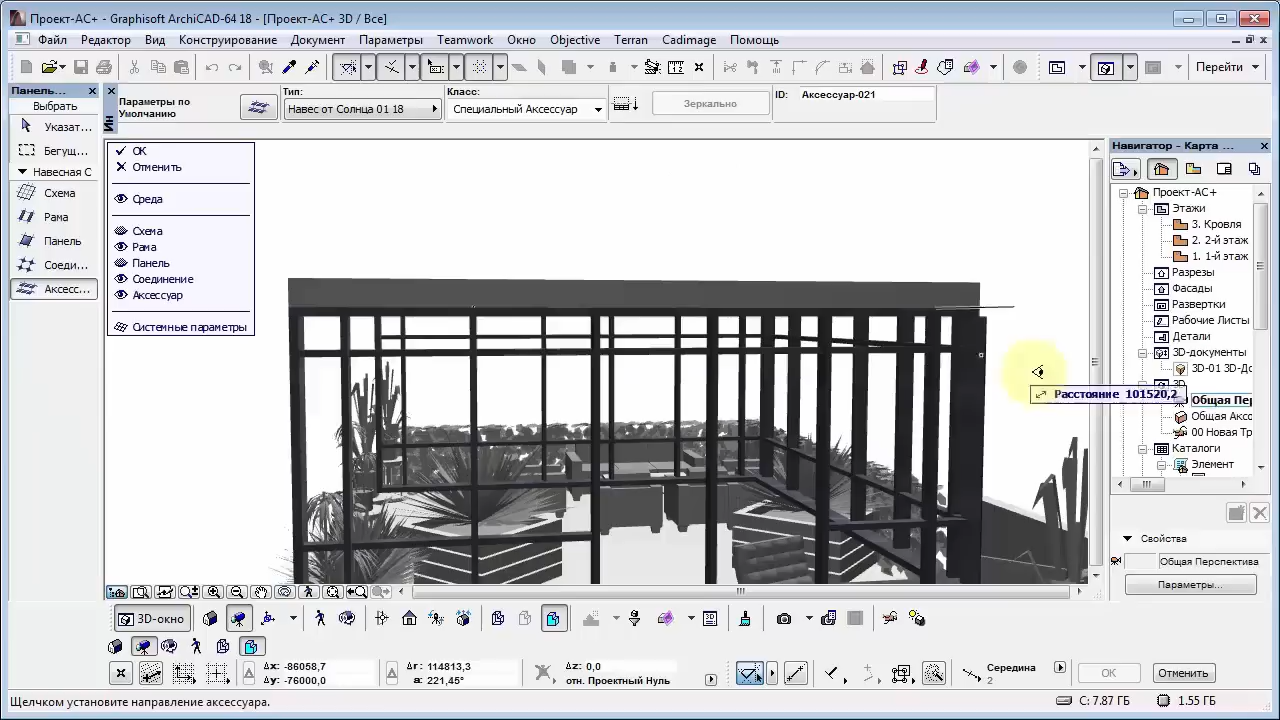 Проект-АС+ - Graphisoft ArchiCAD-64 18 - [Проект-АС+ 3D / Все]
Файл Редактор Вид Конструирование Документ Параметры Teamwork Окно Objective Terran Cadimage Помощь
Перейти
Панель...
Выбрать
Указат...
Бегущ...
Навесная С
Схема
Рама
Панель
Соеди...
Аксесс...
Ин
Параметры по
Умолчанию
Тип:
Навес от Солнца 01 18
Класс:
Специальный Аксессуар
Зеркально
ID: Аксессуар-021
ОК
Отменить
Среда
Схема
Рама
Панель
Соединение
Аксессуар
Системные параметры
Расстояние 101520,2
Навигатор - Карта ...
Проект-АС+
Этажи
3. Кровля
2. 2-й этаж
1. 1-й этаж
Разрезы
Фасады
Развертки
Рабочие Листы
Детали
3D-документы
3D-01 3D-До
3D
Общая Пер
Общая Аксо
00 Новая Тр
Каталоги
Элемент
Свойства
Общая Перспектива
Параметры...
3D-окно
Δx: -86058,7
Δy: -76000,0
Δr: 114813,3
a: 221,45°
Δz: 0,0
отн. Проектный Нуль
Середина
2
ОК
Отменить
Щелчком установите направление аксессуара.
C: 7.87 ГБ
1.55 ГБ